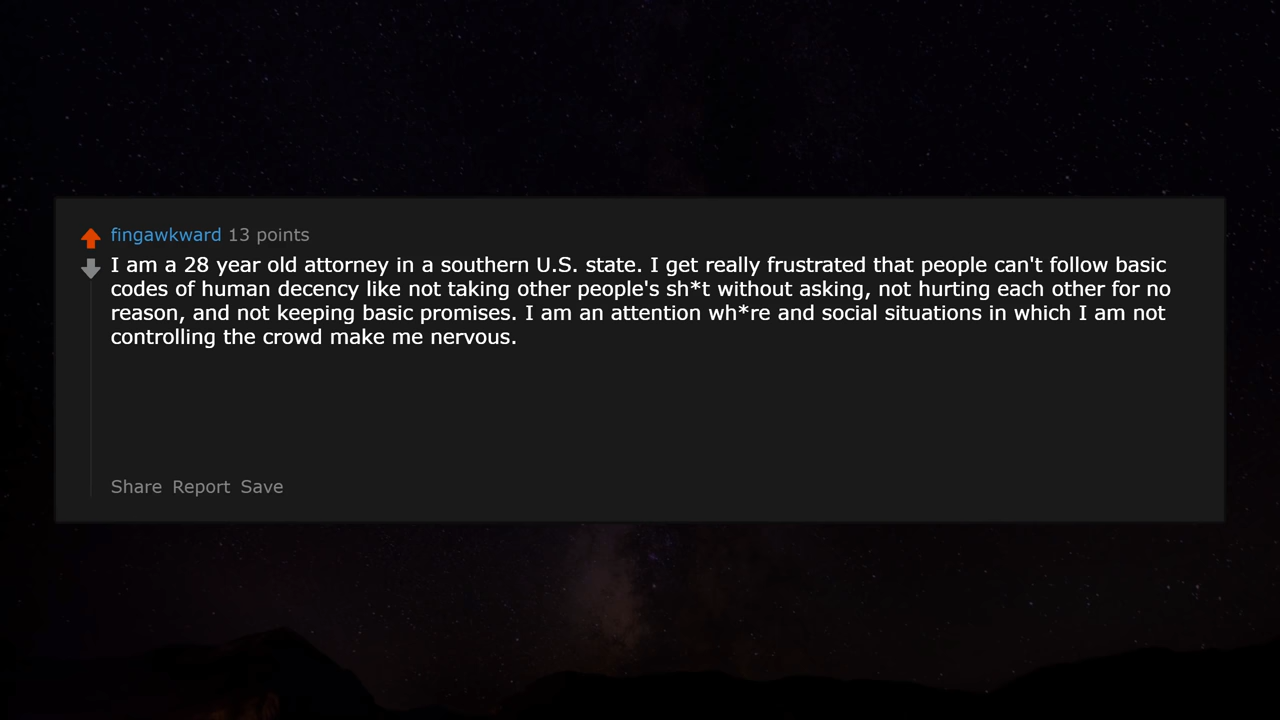 fingawkward 13 points
I am a 28 year old attorney in a southern U.S. state. I get really frustrated that people can't follow basic
codes of human decency like not taking other people's sh*t without asking, not hurting each other for no
reason, and not keeping basic promises. I am an attention wh*re and social situations in which I am not
controlling the crowd make me nervous.
Share Report Save